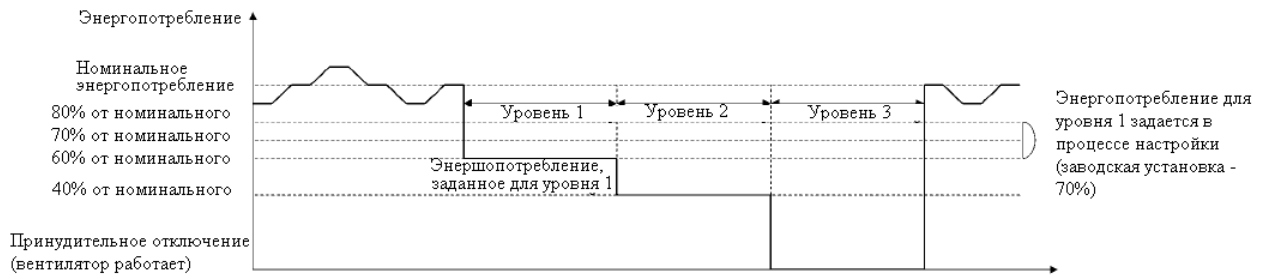 Энергопотребление
Номинальное
энергопотребление
80% от номинального
70% от номинального
60% от номинального
40% от номинального
Принудительное отключение
(вентилятор работает)
Уровень 1
Уровень 2
Уровень 3
Энершопотребление,
заданное для уровня 1
Энергопотребление для
уровня 1 задается в
процессе настройки
(заводская установка -
70%)